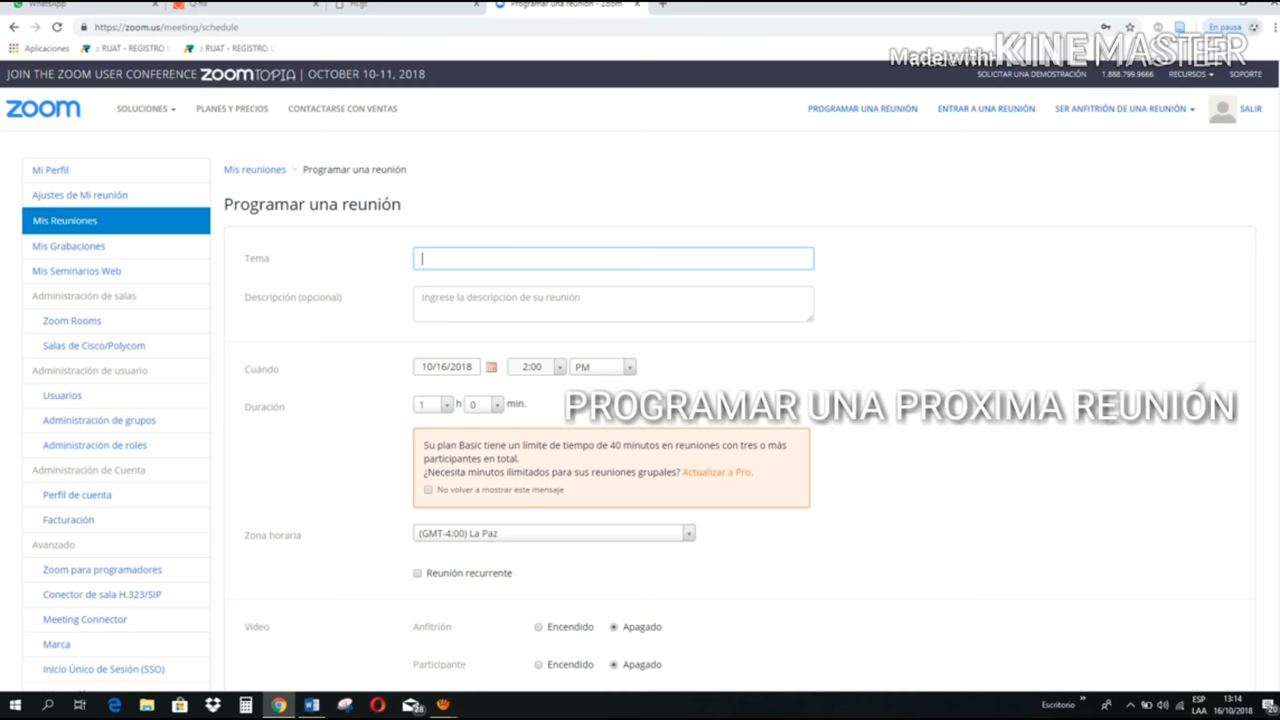 WhatsApp
Programar una reunión - Zoom
https://zoom.us/meeting/schedule
En pausa
Aplicaciones
:: RUAT - REGISTRO U
:: RUAT - REGISTRO U
Made with KINEMASTER
JOIN THE ZOOM USER CONFERENCE ZOOMTOPIA | OCTOBER 10-11, 2018
SOLICITAR UNA DEMOSTRACIÓN 1.888.799.9666 RECURSOS SOPORTE
zoom SOLUCIONES PLANES Y PRECIOS CONTACTARSE CON VENTAS PROGRAMAR UNA REUNIÓN ENTRAR A UNA REUNIÓN SER ANFITRIÓN DE UNA REUNIÓN SALIR
Mi Perfil
Ajustes de Mi reunión
Mis Reuniones
Mis Grabaciones
Mis Seminarios Web
Administración de salas
Zoom Rooms
Salas de Cisco/Polycom
Administración de usuario
Usuarios
Administración de grupos
Administración de roles
Administración de Cuenta
Perfil de cuenta
Facturación
Avanzado
Zoom para programadores
Conector de sala H.323/SIP
Meeting Connector
Marca
Inicio Único de Sesión (SSO)
Mis reuniones > Programar una reunión
Programar una reunión
Tema
Descripción (opcional) Ingrese la descripción de su reunión
Cuándo 10/16/2018 2:00 PM
Duración 1 h 0 min.
PROGRAMAR UNA PROXIMA REUNIÓN
Su plan Basic tiene un límite de tiempo de 40 minutos en reuniones con tres o más
participantes en total.
¿Necesita minutos ilimitados para sus reuniones grupales? Actualizar a Pro.
No volver a mostrar este mensaje
Zona horaria (GMT-4:00) La Paz
Reunión recurrente
Video Anfitrión Encendido Apagado
Participante Encendido Apagado
Escritorio » ESP 13:14
LAA 16/10/2018